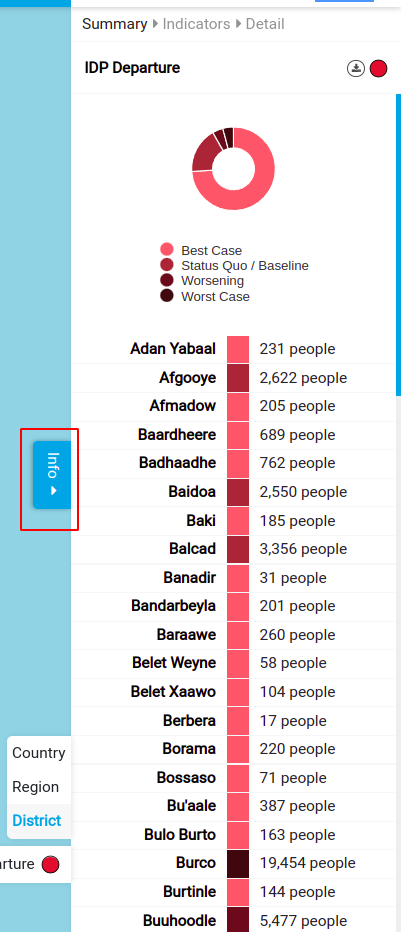 Summary Indicators Detail
IDP Departure
Best Case
Status Quo / Baseline
Worsening
Worst Case
Adan Yabaal 231 people
Afgooye 2,622 people
Afmadow 205 people
Baardheere 689 people
Badhaadhe 762 people
Baidoa 2,550 people
Baki 185 people
Balcad 3,356 people
Banadir 31 people
Bandarbeyla 201 people
Baraawe 260 people
Belet Weyne 58 people
Belet Xaawo 104 people
Berbera 17 people
Borama 220 people
Bossaso 71 people
Bu'aale 387 people
Bulo Burto 163 people
Burco 19,454 people
Burtinle 144 people
Buuhoodle 5,477 people
Info
Country
Region
District
arture